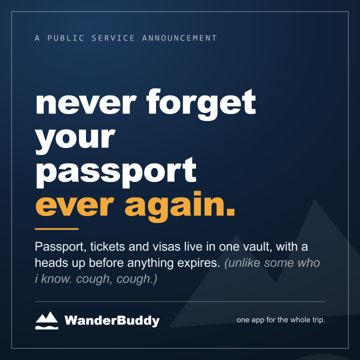 A PUBLIC SERVICE ANNOUNCEMENT
never forget
your
passport
ever again.
Passport, tickets and visas live in one vault, with a
heads up before anything expires. (unlike some who
i know. cough, cough.)
WanderBuddy
one app for the whole trip.